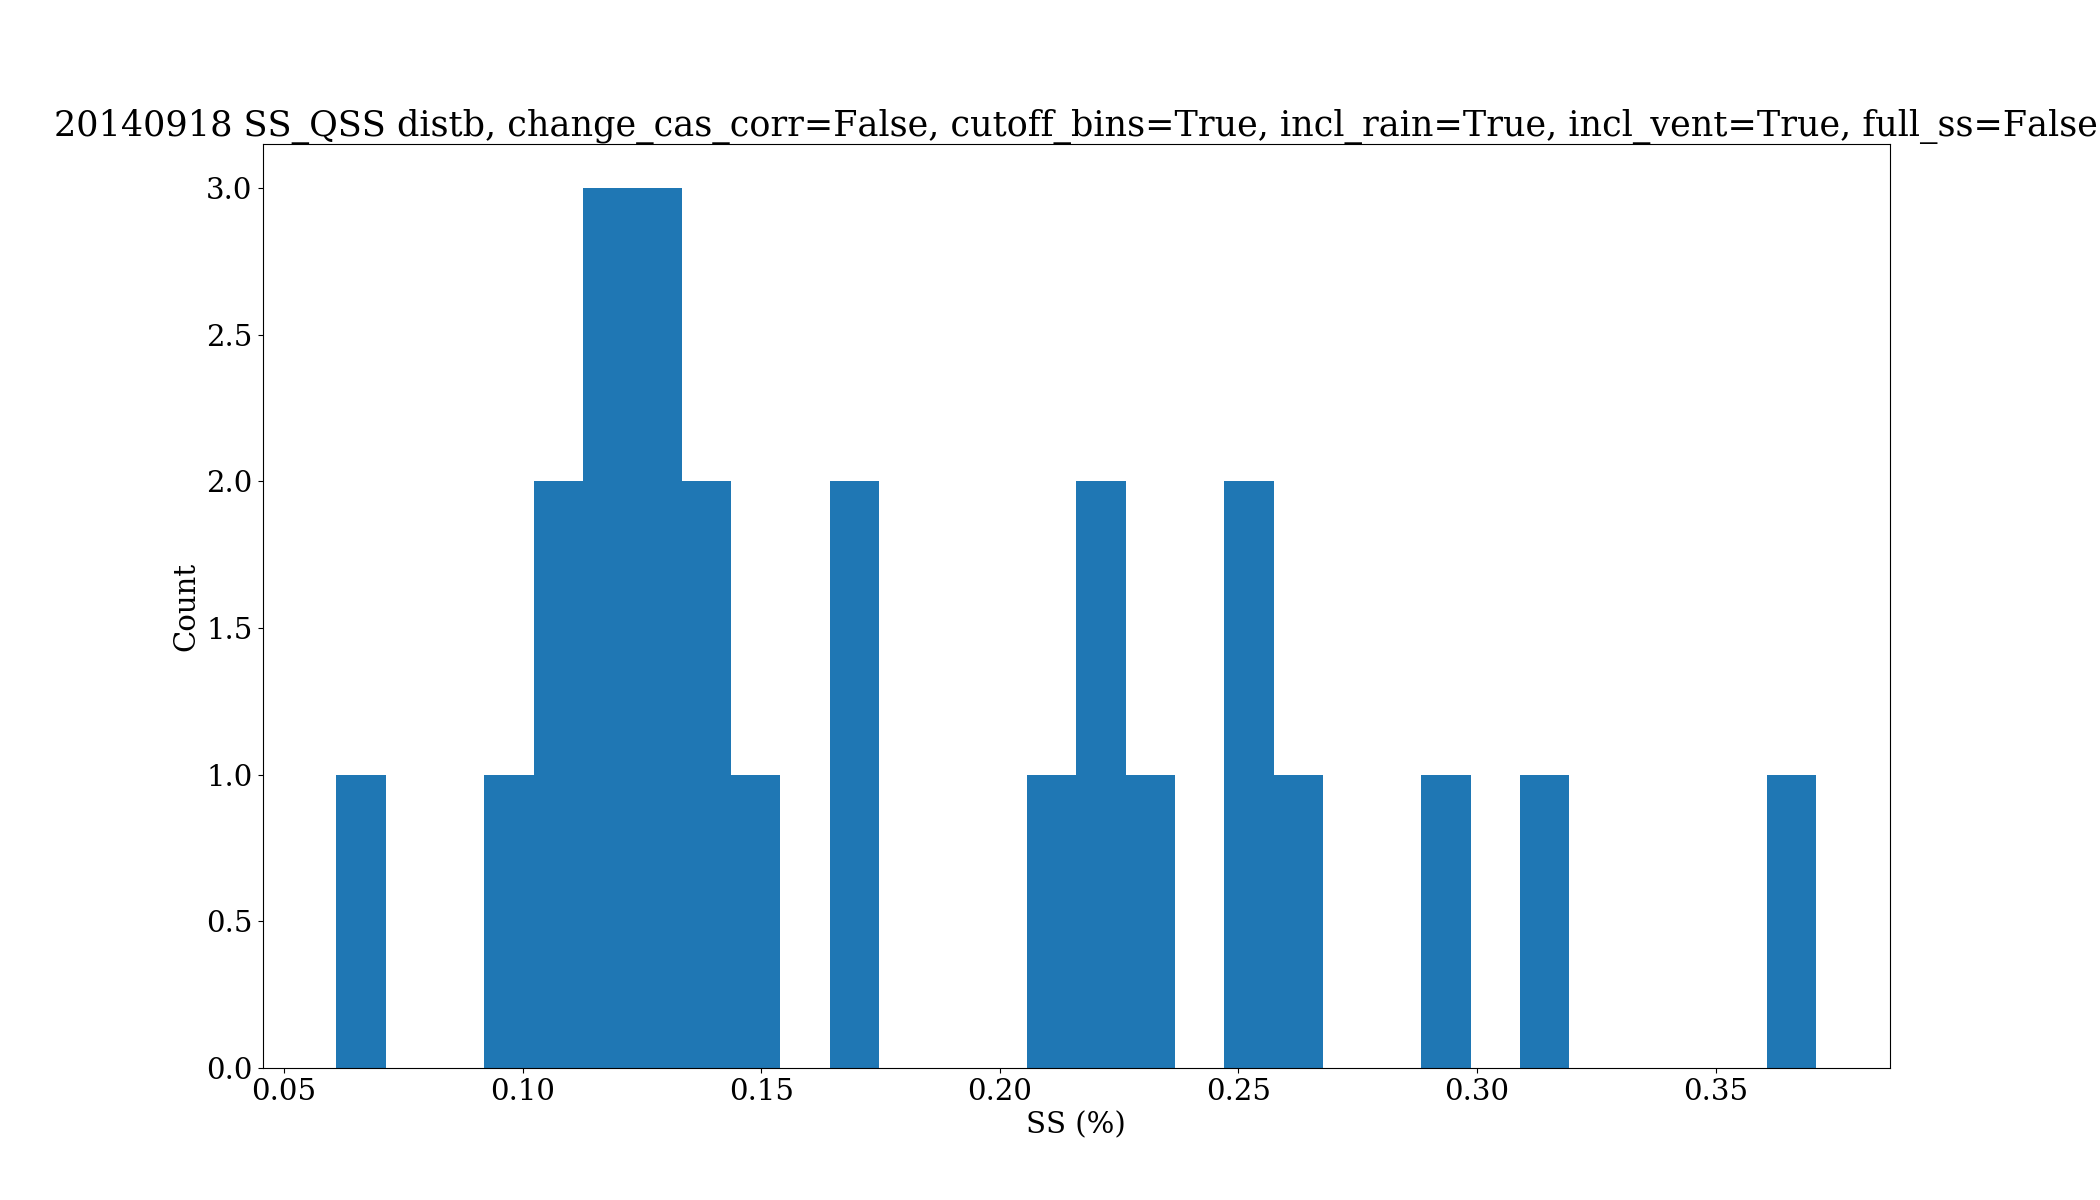 20140918 SS_QSS distb, change_cas_corr=False, cutoff_bins=True, incl_rain=True, incl_vent=True, full_ss=False
3.0
2.5
2.0
1.5
1.0
0.5
0.0
Count
0.05 0.10 0.15 0.20 0.25 0.30 0.35
SS (%)